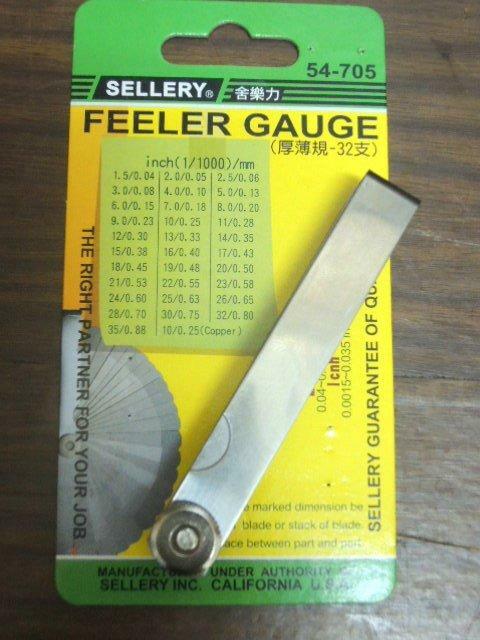 54-705
SELLERY® 舍樂力
FEELER GAUGE
(厚薄規-32支)
inch(1/1000)/mm
1.5/0.04 2.0/0.05 2.5/0.06
3.0/0.08 4.0/0.10 5.0/0.13
6.0/0.15 7.0/0.18 8.0/0.20
9.0/0.23 10/0.25 11/0.28
12/0.30 13/0.33 14/0.35
15/0.38 16/0.40 17/0.43
18/0.45 19/0.48 20/0.50
21/0.53 22/0.55 23/0.58
24/0.60 25/0.63 26/0.65
28/0.70 30/0.75 32/0.80
35/0.88 10/0.25(Copper)
THE RIGHT PARTNER FOR YOUR JOB
0.0015~0.035
SELLERY GUARANTEE OF
e marked dimension be
blade or stack of blade.
ace between part and part.
UNDER AUTHORITY
SELLERY INC. CALIFORNIA U.S.A.